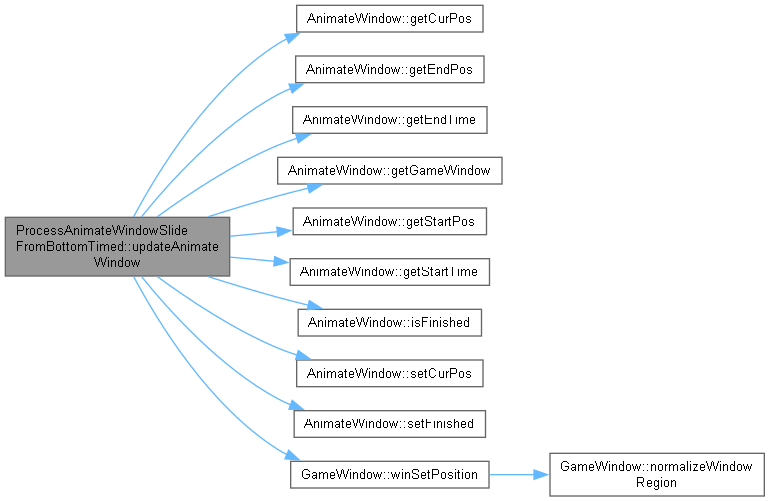 AnimateWindow::getCurPos
AnimateWindow::getEndPos
AnimateWindow::getEndTime
AnimateWindow::getGameWindow
ProcessAnimateWindowSlide
FromBottomTimed::updateAnimate
Window
AnimateWindow::getStartPos
AnimateWindow::getStartTime
AnimateWindow::isFinished
AnimateWindow::setCurPos
AnimateWindow::setFinished
GameWindow::winSetPosition
GameWindow::normalizeWindow
Region